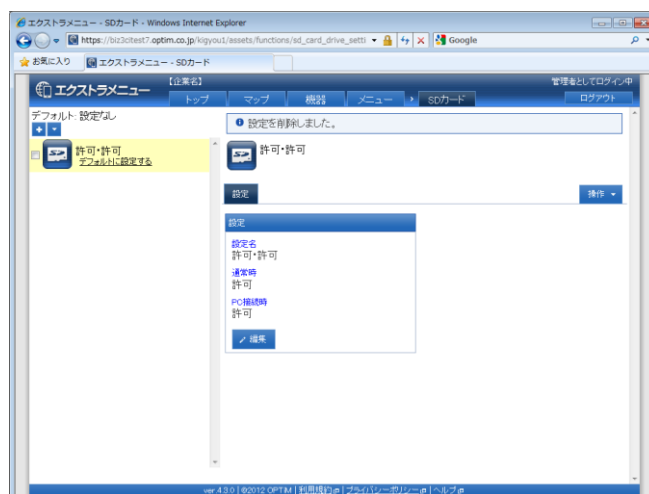 エクストラメニュー - SDカード - Windows Internet Explorer
https://biz3citest7.optim.co.jp/kigyou1/assets/functions/sd_card_drive_setti
Google
お気に入り
エクストラメニュー - SDカード
エクストラメニュー
【企業名】
管理者としてログイン中
トップ
マップ
機器
メニュー
SDカード
ログアウト
デフォルト: 設定なし
設定を削除しました。
許可・許可
デフォルトに設定する
許可・許可
設定
操作
設定
設定名
許可・許可
通常時
許可
PC接続時
許可
編集
ver.4.3.0 | ©2012 OPTiM | 利用規約 | プライバシーポリシー | ヘルプ